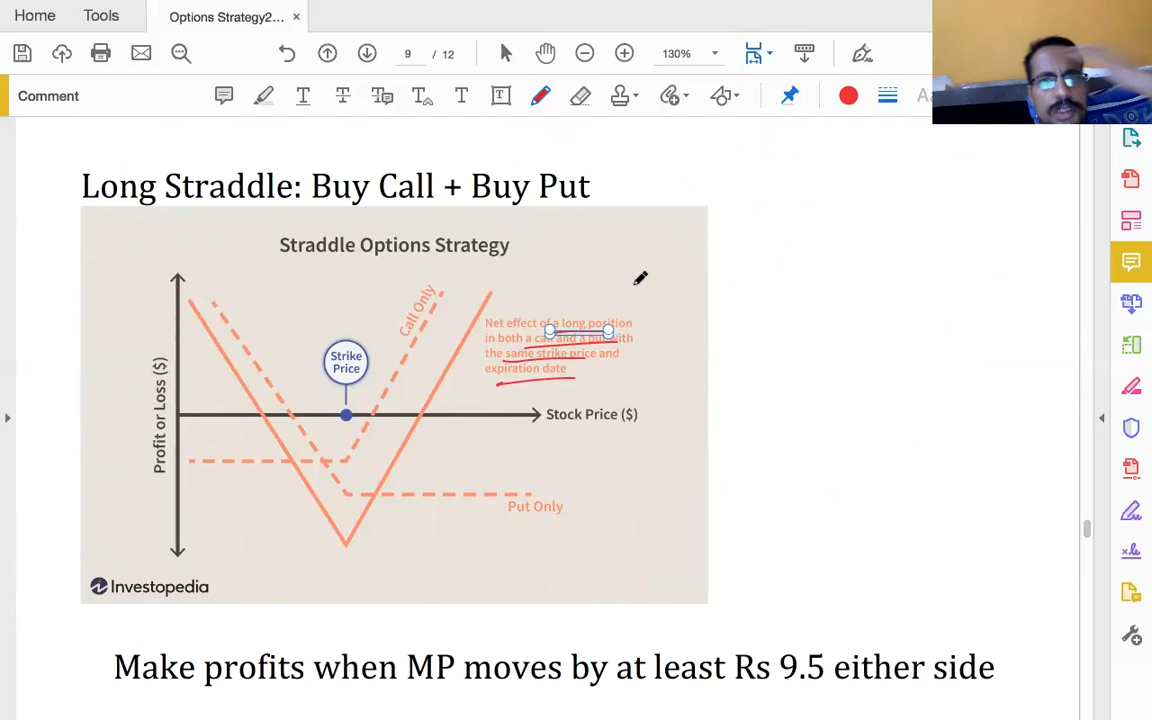 Home
Tools
Options Strategy2...
9
/ 12
130%
Comment
Long Straddle: Buy Call + Buy Put
Straddle Options Strategy
Call Only
Net effect of a long position
in both a call and a put with
the same strike price and
expiration date
Strike
Price
Profit or Loss ($)
Stock Price ($)
Put Only
Investopedia
Make profits when MP moves by at least Rs 9.5 either side